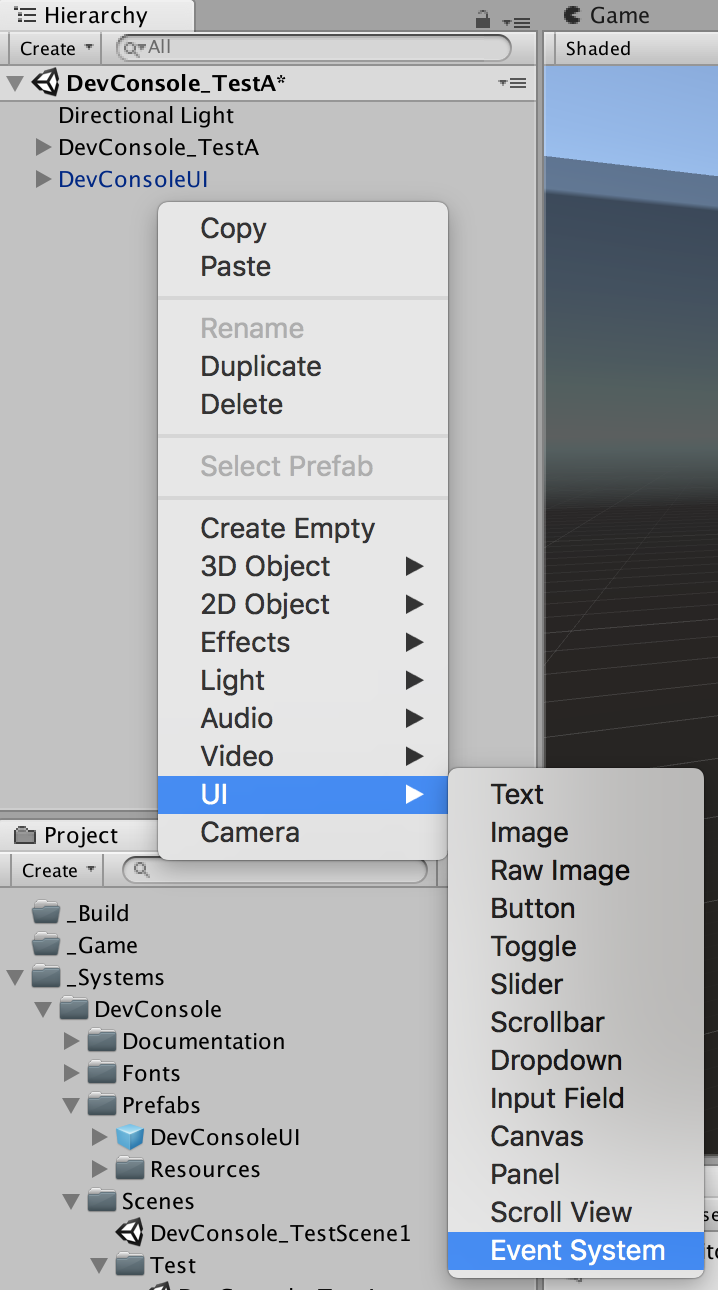 Hierarchy
Game
Create
All
Shaded
DevConsole_TestA*
Directional Light
DevConsole_TestA
DevConsoleUI
Copy
Paste
Rename
Duplicate
Delete
Select Prefab
Create Empty
3D Object
2D Object
Effects
Light
Audio
Video
UI
Camera
Text
Image
Raw Image
Button
Toggle
Slider
Scrollbar
Dropdown
Input Field
Canvas
Panel
Scroll View
Event System
Project
Create
_Build
_Game
_Systems
DevConsole
Documentation
Fonts
Prefabs
DevConsoleUI
Resources
Scenes
DevConsole_TestScene1
Test